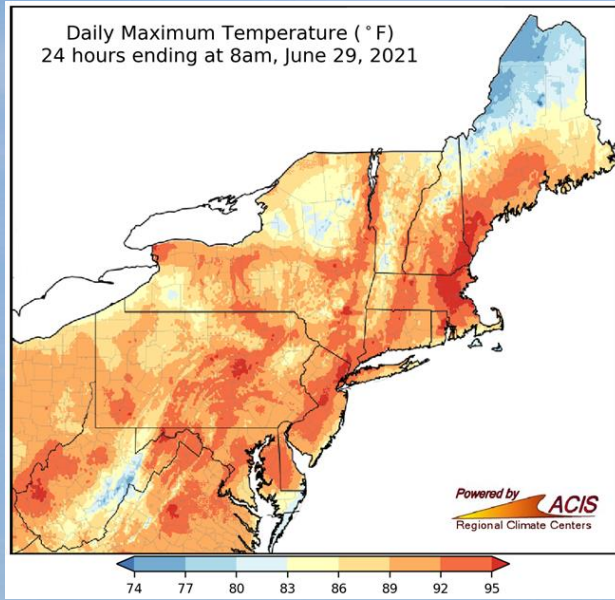 Daily Maximum Temperature (°F)
24 hours ending at 8am, June 29, 2021
Powered by
ACIS
Regional Climate Centers
74 77 80 83 86 89 92 95